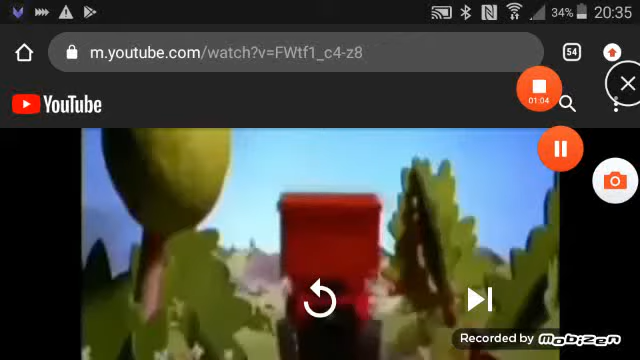 34% 20:35
m.youtube.com/watch?v=FWtf1_c4-z8
54
01:04
YouTube
Recorded by MOBIZEN